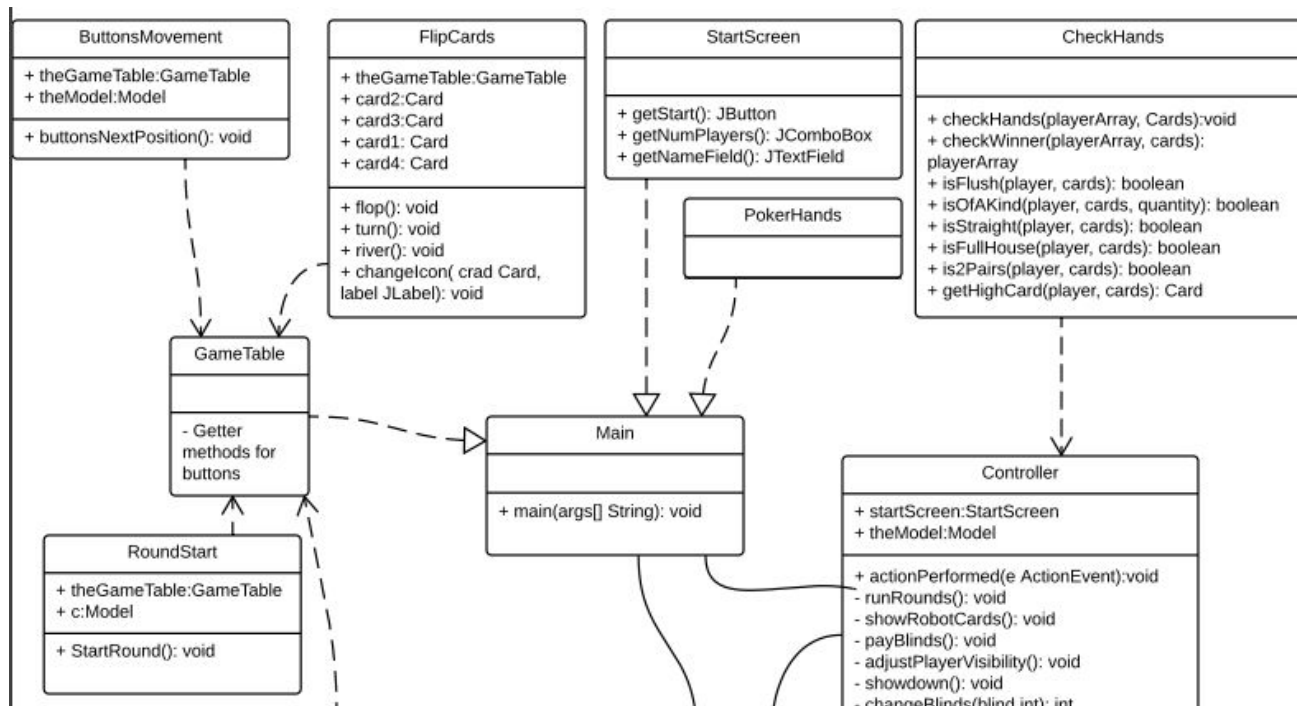 ButtonsMovement
+ theGameTable:GameTable
+ theModel:Model
+ buttonsNextPosition(): void
FlipCards
+ theGameTable:GameTable
+ card2:Card
+ card3:Card
+ card1: Card
+ card4: Card
+ flop(): void
+ turn(): void
+ river(): void
+ changeIcon( crad Card,
label JLabel): void
StartScreen
+ getStart(): JButton
+ getNumPlayers(): JComboBox
+ getNameField(): JTextField
PokerHands
CheckHands
+ checkHands(playerArray, Cards):void
+ checkWinner(playerArray, cards):
playerArray
+ isFlush(player, cards): boolean
+ isOfAKind(player, cards, quantity): boolean
+ isStraight(player, cards): boolean
+ isFullHouse(player, cards): boolean
+ is2Pairs(player, cards): boolean
+ getHighCard(player, cards): Card
GameTable
- Getter
methods for
buttons
Main
+ main(args[] String): void
Controller
+ startScreen:StartScreen
+ theModel:Model
+ actionPerformed(e ActionEvent):void
- runRounds(): void
- showRobotCards(): void
- payBlinds(): void
- adjustPlayerVisibility(): void
- showdown(): void
- changeBlinds(blind int): int
RoundStart
+ theGameTable:GameTable
+ c:Model
+ StartRound(): void